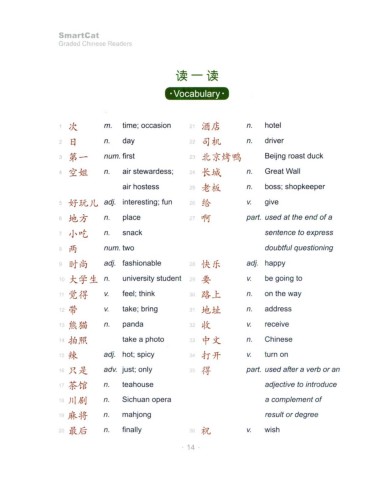 SmartCat
Graded Chinese Readers
读一读
·Vocabulary·
1 次 m. time; occasion
2 日 n. day
3 第一 num. first
4 空姐 n. air stewardess;
air hostess
5 好玩儿 adj. interesting; fun
6 地方 n. place
7 小吃 n. snack
8 两 num. two
9 时尚 adj. fashionable
10 大学生 n. university student
11 觉得 v. feel; think
12 带 v. take; bring
13 熊猫 n. panda
14 拍照 take a photo
15 辣 adj. hot; spicy
16 只是 adv. just; only
17 茶馆 n. teahouse
18 川剧 n. Sichuan opera
19 麻将 n. mahjong
20 最后 n. finally
21 酒店 n. hotel
22 司机 n. driver
23 北京烤鸭 Beijng roast duck
24 长城 n. Great Wall
25 老板 n. boss; shopkeeper
26 给 v. give
27 啊 part. used at the end of a
sentence to express
doubtful questioning
28 快乐 adj. happy
29 要 v. be going to
30 路上 n. on the way
31 地址 n. address
32 收 v. receive
33 中文 n. Chinese
34 打开 v. turn on
35 得 part. used after a verb or an
adjective to introduce
a complement of
result or degree
36 祝 v. wish
- 14 -